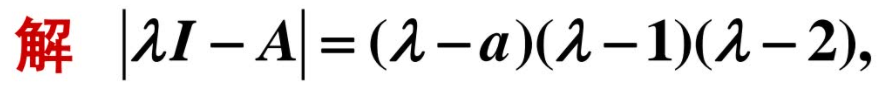 解 |λI − A| = (λ − a)(λ − 1)(λ − 2),